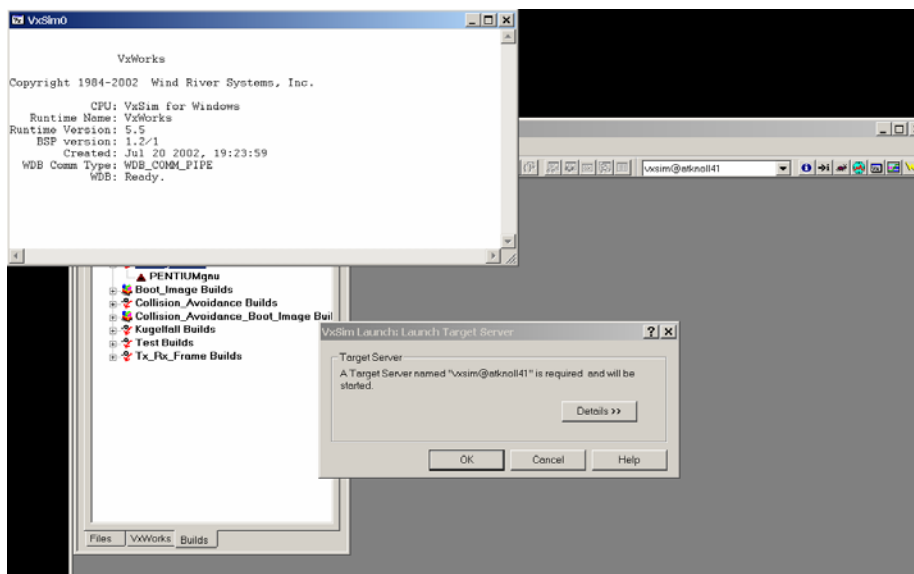 VxSim0
VxWorks
Copyright 1984-2002 Wind River Systems, Inc.
CPU: VxSim for Windows
Runtime Name: VxWorks
Runtime Version: 5.5
BSP version: 1.2/1
Created: Jul 20 2002, 19:23:59
WDB Comm Type: WDB_COMM_PIPE
WDB: Ready.
vxsim@atknoll41
PENTIUMgnu
Boot_Image Builds
Collision_Avoidance Builds
Collision_Avoidance_Boot_Image Buil
Kugelfall Builds
Test Builds
Tx_Rx_Frame Builds
VxSim Launch: Launch Target Server
Target Server
A Target Server named "vxsim@atknoll41" is required and will be
started.
Details >>
OK Cancel Help
Files VxWorks Builds